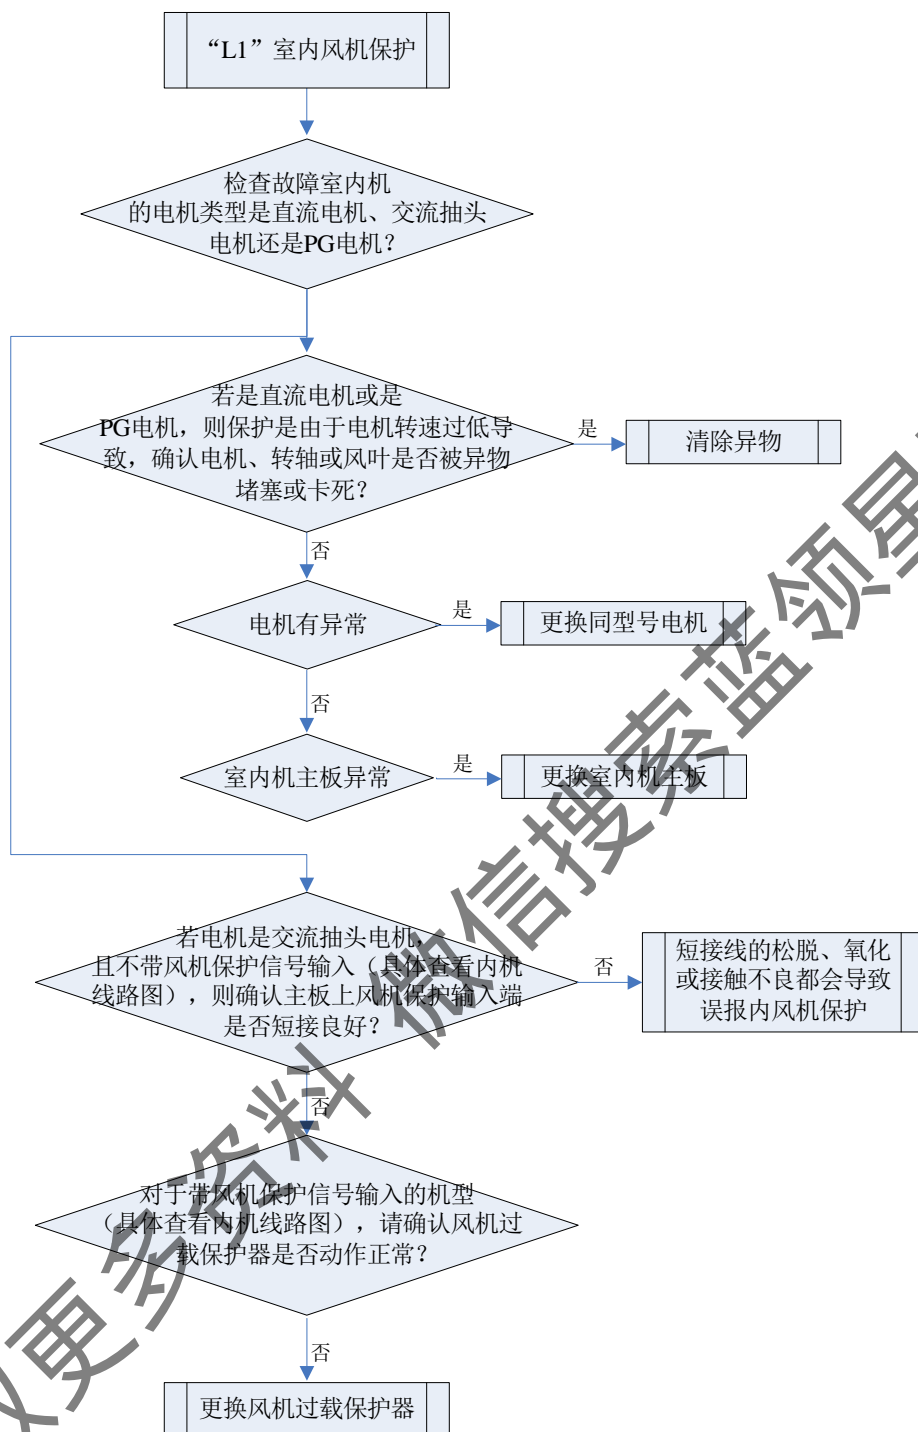 “L1”室内风机保护
检查故障室内机
的电机类型是直流电机、交流抽头
电机还是PG电机？
若是直流电机或是
PG电机，则保护是由于电机转速过低导
致，确认电机、转轴或风叶是否被异物
堵塞或卡死？
是
清除异物
否
电机有异常
是
更换同型号电机
否
室内机主板异常
是
更换室内机主板
若电机是交流抽头电机，
且不带风机保护信号输入（具体查看内机
线路图），则确认主板上风机保护输入端
是否短接良好？
否
短接线的松脱、氧化
或接触不良都会导致
误报内风机保护
否
对于带风机保护信号输入的机型
（具体查看内机线路图），请确认风机过
载保护器是否动作正常？
否
更换风机过载保护器
更多资料 微信搜索蓝领星